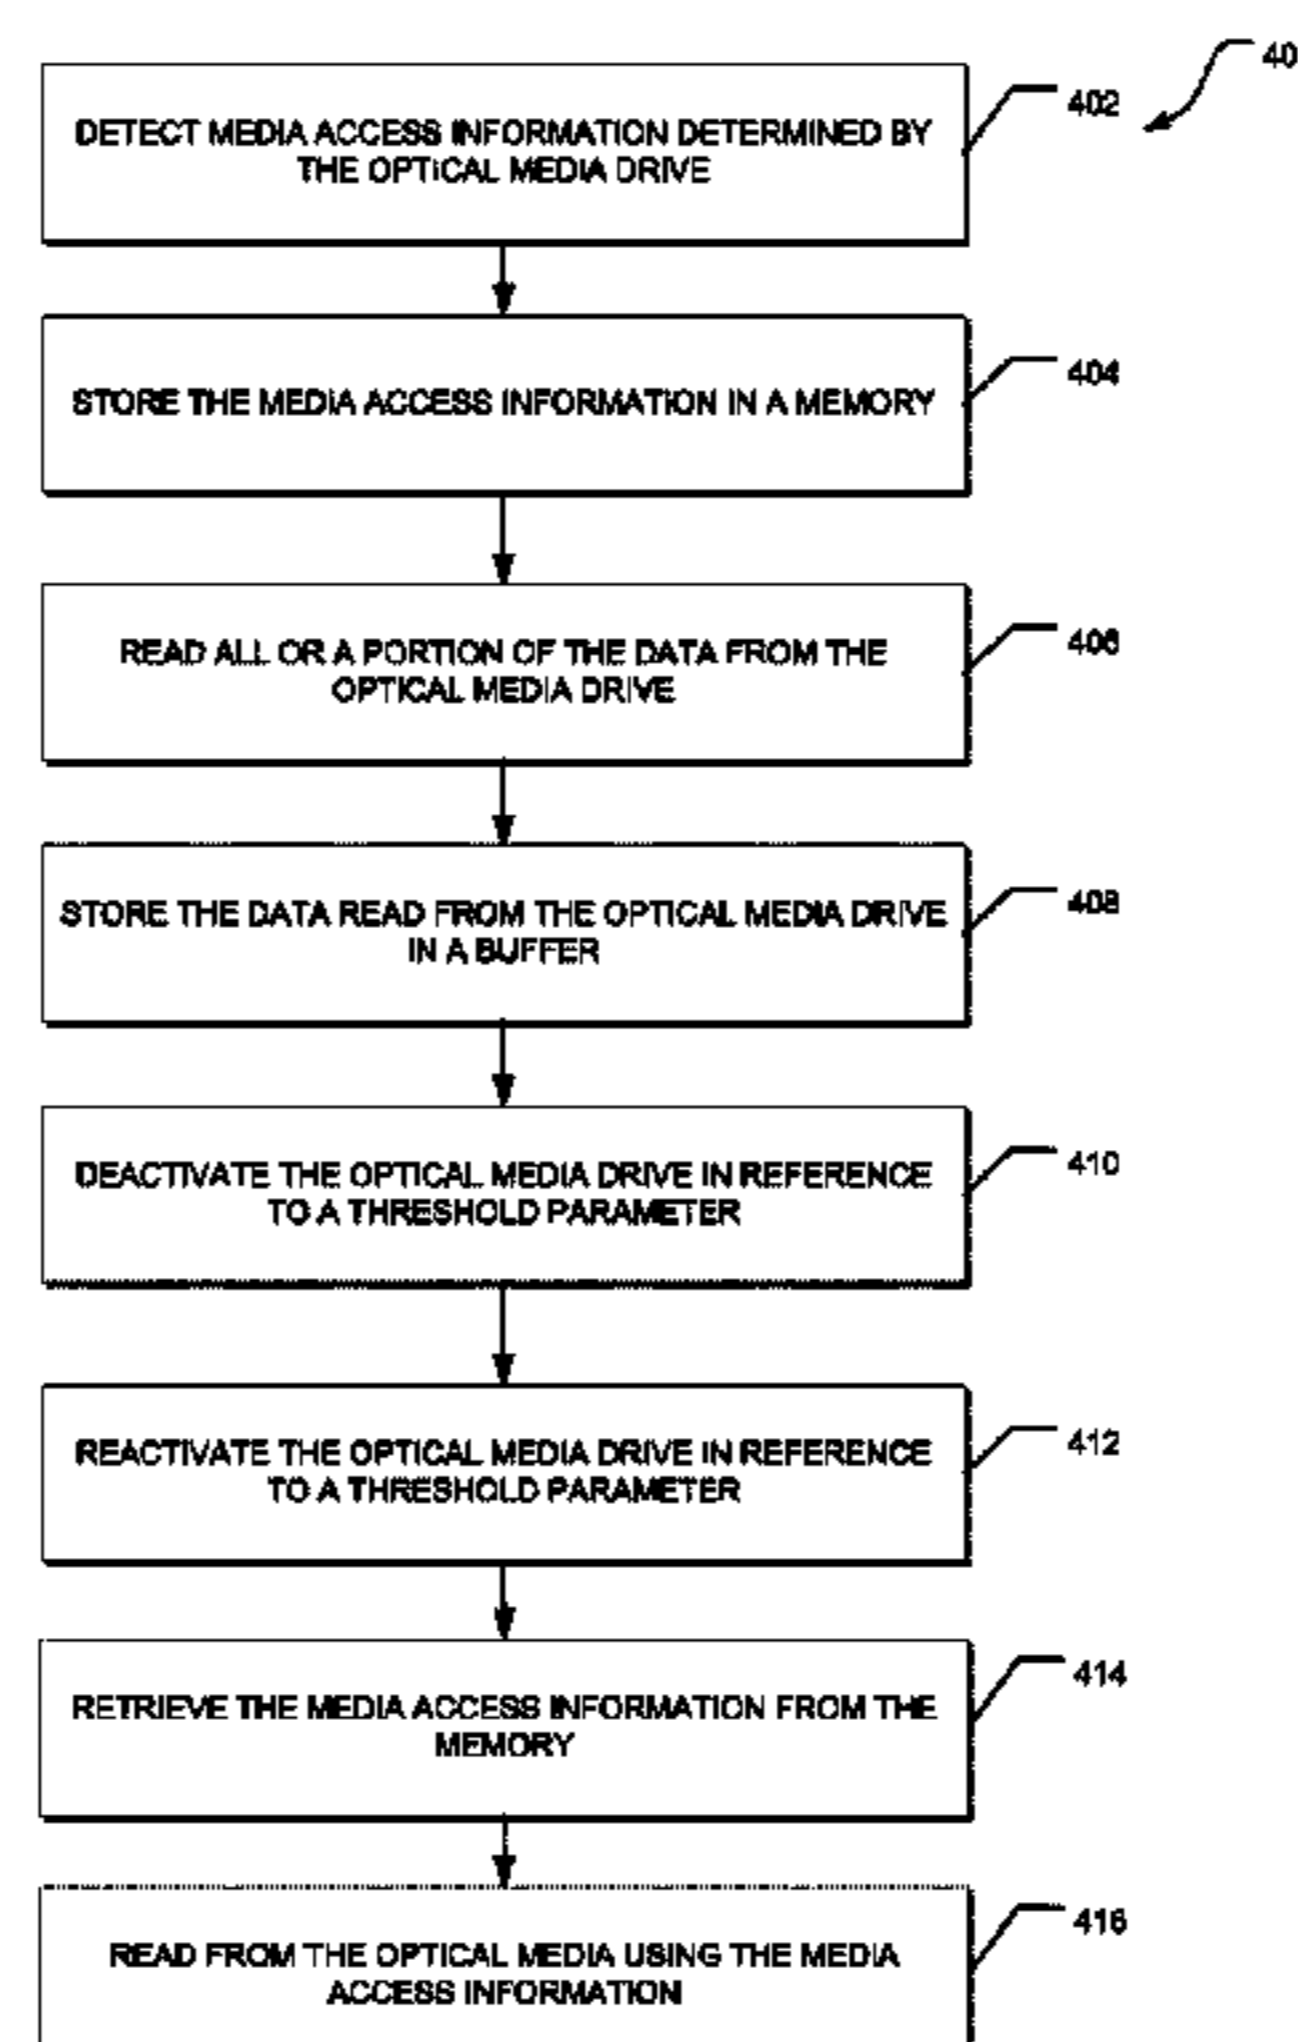 40
DETECT MEDIA ACCESS INFORMATION DETERMINED BY
THE OPTICAL MEDIA DRIVE
402
STORE THE MEDIA ACCESS INFORMATION IN A MEMORY
404
READ ALL OR A PORTION OF THE DATA FROM THE
OPTICAL MEDIA DRIVE
406
STORE THE DATA READ FROM THE OPTICAL MEDIA DRIVE
IN A BUFFER
408
DEACTIVATE THE OPTICAL MEDIA DRIVE IN REFERENCE
TO A THRESHOLD PARAMETER
410
REACTIVATE THE OPTICAL MEDIA DRIVE IN REFERENCE
TO A THRESHOLD PARAMETER
412
RETRIEVE THE MEDIA ACCESS INFORMATION FROM THE
MEMORY
414
READ FROM THE OPTICAL MEDIA USING THE MEDIA
ACCESS INFORMATION
416